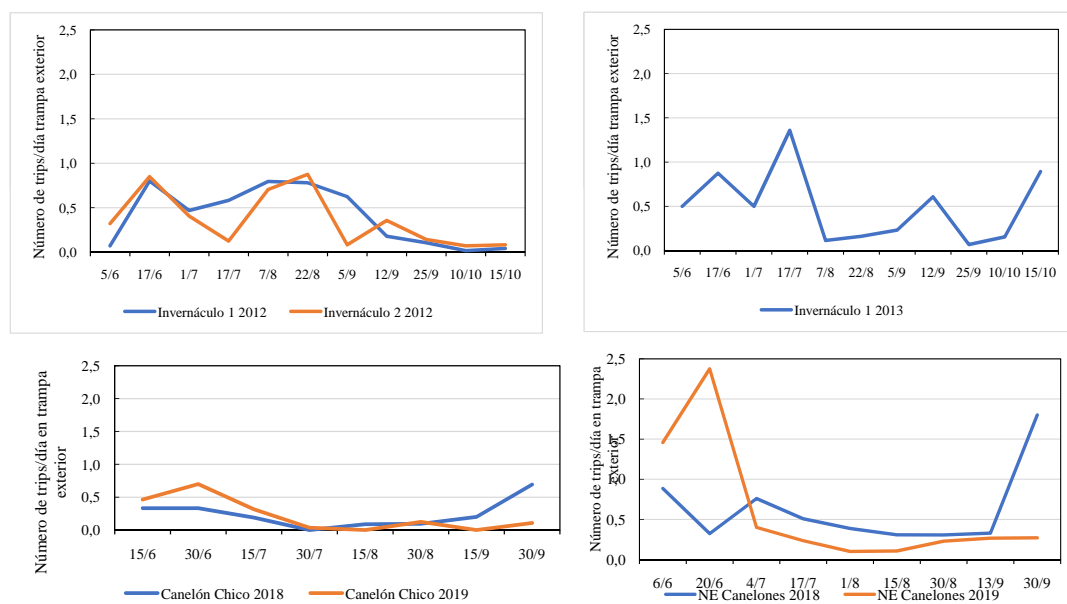 Número de trips/día trampa exterior
2,5
2,0
1,5
1,0
0,5
0,0
5/6 17/6 1/7 17/7 7/8 22/8 5/9 12/9 25/9 10/10 15/10
Invernáculo 1 2012 Invernáculo 2 2012
Número de trips/día trampa exterior
2,5
2,0
1,5
1,0
0,5
0,0
5/6 17/6 1/7 17/7 7/8 22/8 5/9 12/9 25/9 10/10 15/10
Invernáculo 1 2013
Número de trips/día en trampa
exterior
2,5
2,0
1,5
1,0
0,5
0,0
15/6 30/6 15/7 30/7 15/8 30/8 15/9 30/9
Canelón Chico 2018 Canelón Chico 2019
Número de trips/día en trampa
exterior
2,5
2,0
1,5
1,0
0,5
0,0
6/6 20/6 4/7 17/7 1/8 15/8 30/8 13/9 30/9
NE Canelones 2018 NE Canelones 2019